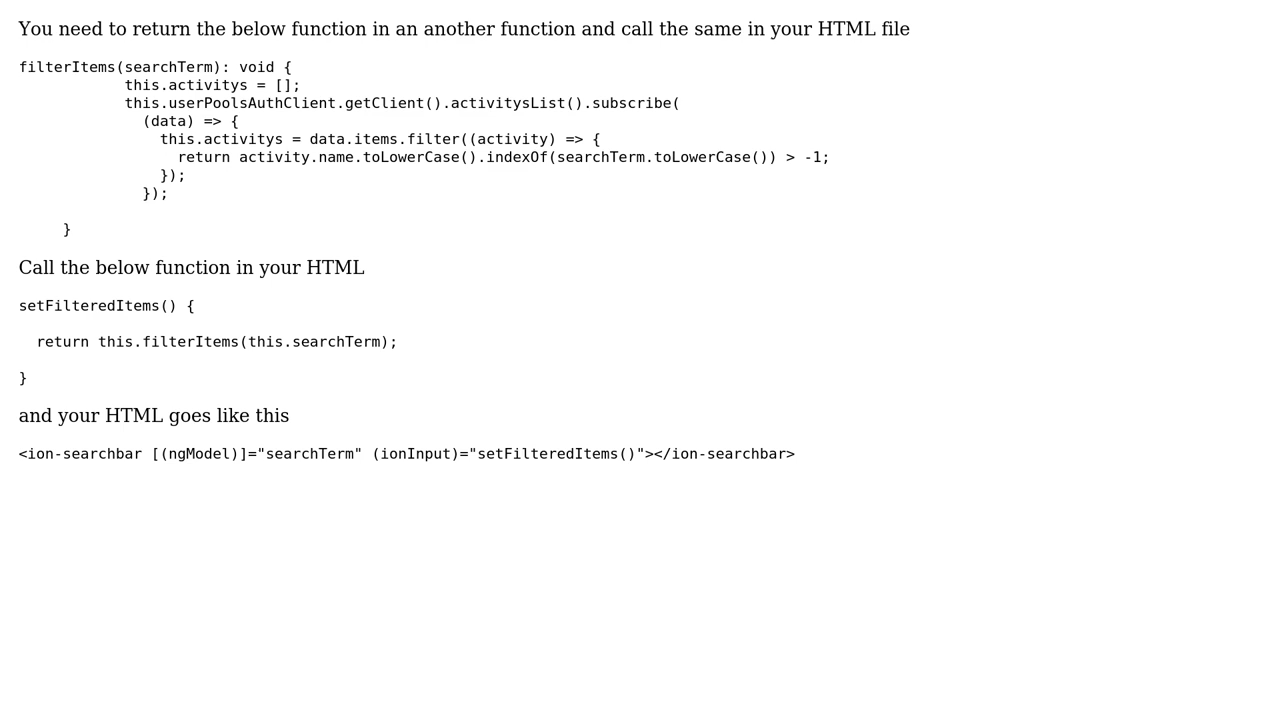 You need to return the below function in an another function and call the same in your HTML file
filterItems(searchTerm): void {
            this.activitys = [];
            this.userPoolsAuthClient.getClient().activitysList().subscribe(
              (data) => {
                this.activitys = data.items.filter((activity) => {
                  return activity.name.toLowerCase().indexOf(searchTerm.toLowerCase()) > -1;
                });
              });
     }
Call the below function in your HTML
setFilteredItems() {
  return this.filterItems(this.searchTerm);
}
and your HTML goes like this
<ion-searchbar [(ngModel)]="searchTerm" (ionInput)="setFilteredItems()"></ion-searchbar>